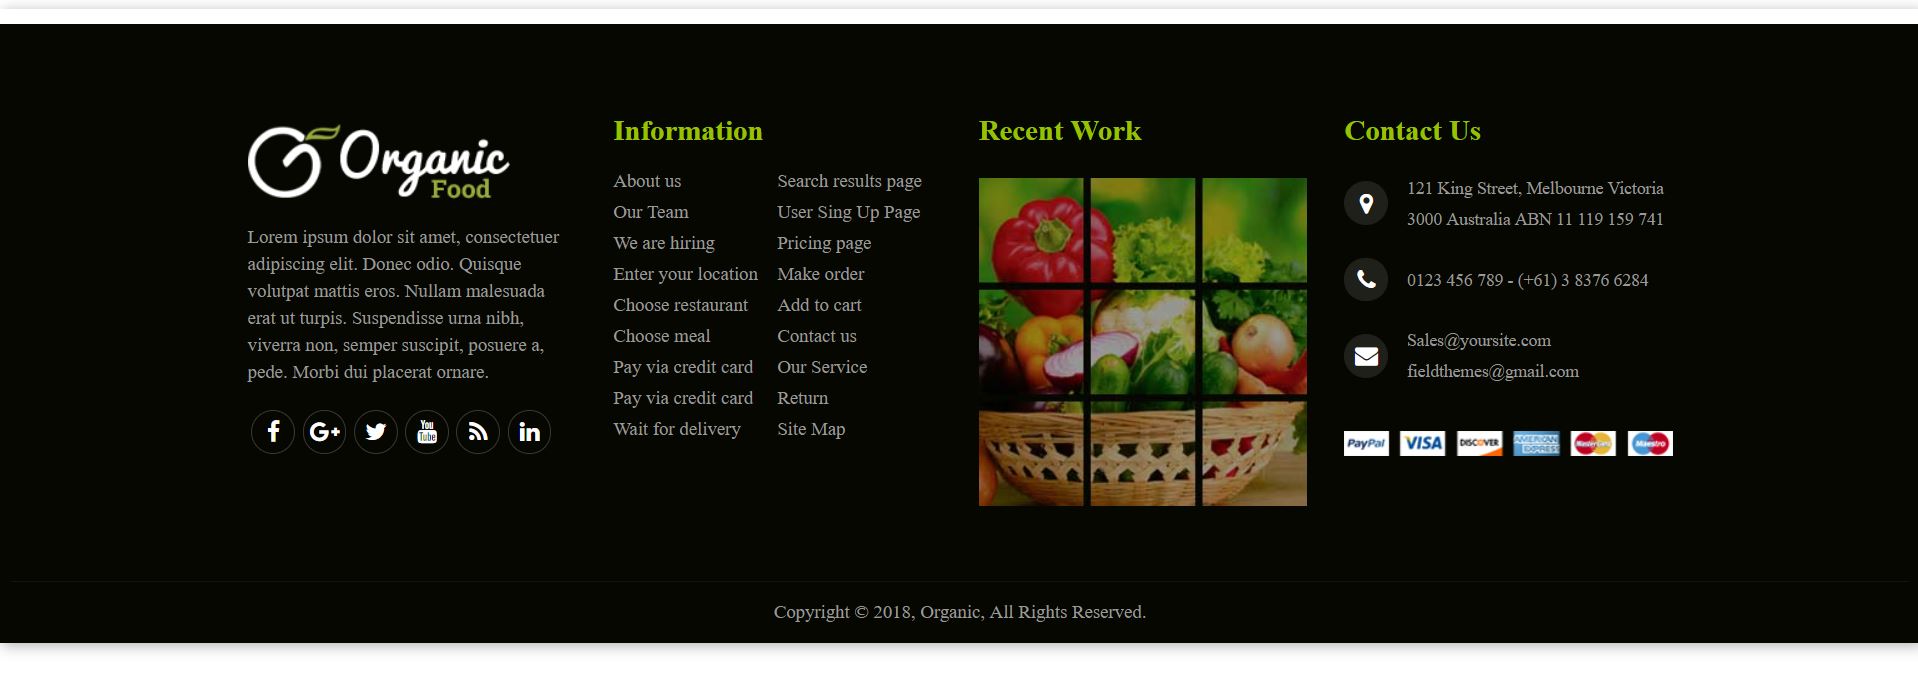 Organic
Food
Lorem ipsum dolor sit amet, consectetuer
adipiscing elit. Donec odio. Quisque
volutpat mattis eros. Nullam malesuada
erat ut turpis. Suspendisse urna nibh,
viverra non, semper suscipit, posuere a,
pede. Morbi dui placerat ornare.
f
G+
You
Tube
in
Information
About us
Our Team
We are hiring
Enter your location
Choose restaurant
Choose meal
Pay via credit card
Pay via credit card
Wait for delivery
Search results page
User Sing Up Page
Pricing page
Make order
Add to cart
Contact us
Our Service
Return
Site Map
Recent Work
Contact Us
121 King Street, Melbourne Victoria
3000 Australia ABN 11 119 159 741
0123 456 789 - (+61) 3 8376 6284
Sales@yoursite.com
fieldthemes@gmail.com
PayPal
VISA
DISCOVER
AMERICAN
EXPRESS
MasterCard
Maestro
Copyright © 2018, Organic, All Rights Reserved.